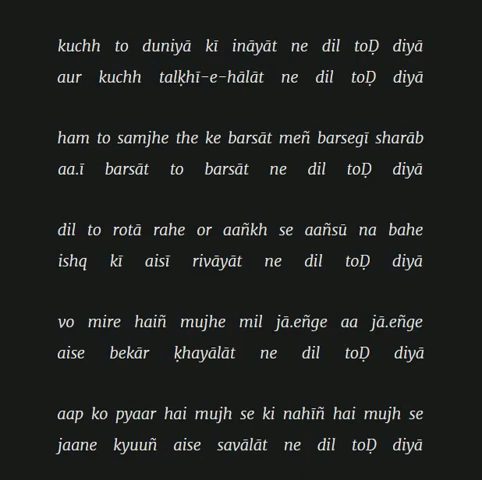 kuchh to duniyā kī ināyāt ne dil toḌ diyā
aur kuchh talḳhī-e-hālāt ne dil toḌ diyā
ham to samjhe the ke barsāt meñ barsegī sharāb
aa.ī barsāt to barsāt ne dil toḌ diyā
dil to rotā rahe or aañkh se aañsū na bahe
ishq kī aisī rivāyāt ne dil toḌ diyā
vo mire haiñ mujhe mil jā.eñge aa jā.eñge
aise bekār ḳhayālāt ne dil toḌ diyā
aap ko pyaar hai mujh se ki nahīñ hai mujh se
jaane kyuuñ aise savālāt ne dil toḌ diyā